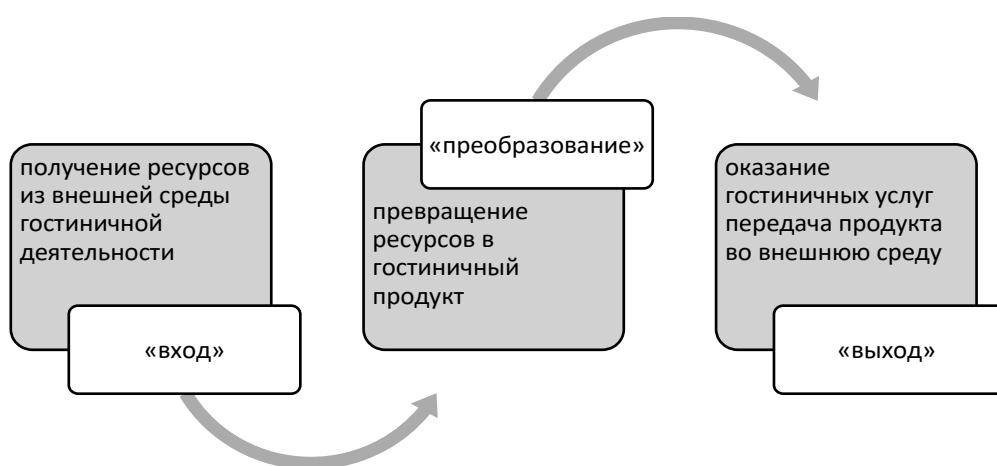 получение ресурсов
из внешней среды
гостиничной
деятельности
«вход»
«преобразование»
превращение
ресурсов в
гостиничный
продукт
оказание
гостиничных услуг
передача продукта
во внешнюю среду
«выход»